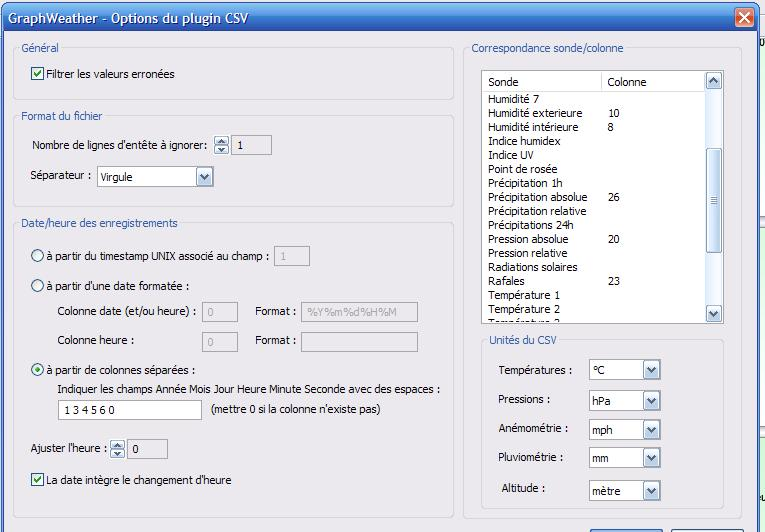 GraphWeather - Options du plugin CSV
Général
Filtrer les valeurs erronées
Format du fichier
Nombre de lignes d'entête à ignorer: 1
Séparateur : Virgule
Date/heure des enregistrements
à partir du timestamp UNIX associé au champ : 1
à partir d'une date formatée :
Colonne date (et/ou heure) : 0 Format : %Y%m%d%H%M
Colonne heure : 0 Format :
à partir de colonnes séparées :
Indiquer les champs Année Mois Jour Heure Minute Seconde avec des espaces :
1 3 4 5 6 0 (mettre 0 si la colonne n'existe pas)
Ajuster l'heure : 0
La date intègre le changement d'heure
Correspondance sonde/colonne
Sonde Colonne
Humidité 7
Humidité exterieure 10
Humidité intérieure 8
Indice humidex
Indice UV
Point de rosée
Précipitation 1h
Précipitation absolue 26
Précipitation relative
Précipitations 24h
Pression absolue 20
Pression relative
Radiations solaires
Rafales 23
Température 1
Température 2
Unités du CSV
Températures : °C
Pressions : hPa
Anémométrie : mph
Pluviométrie : mm
Altitude : mètre